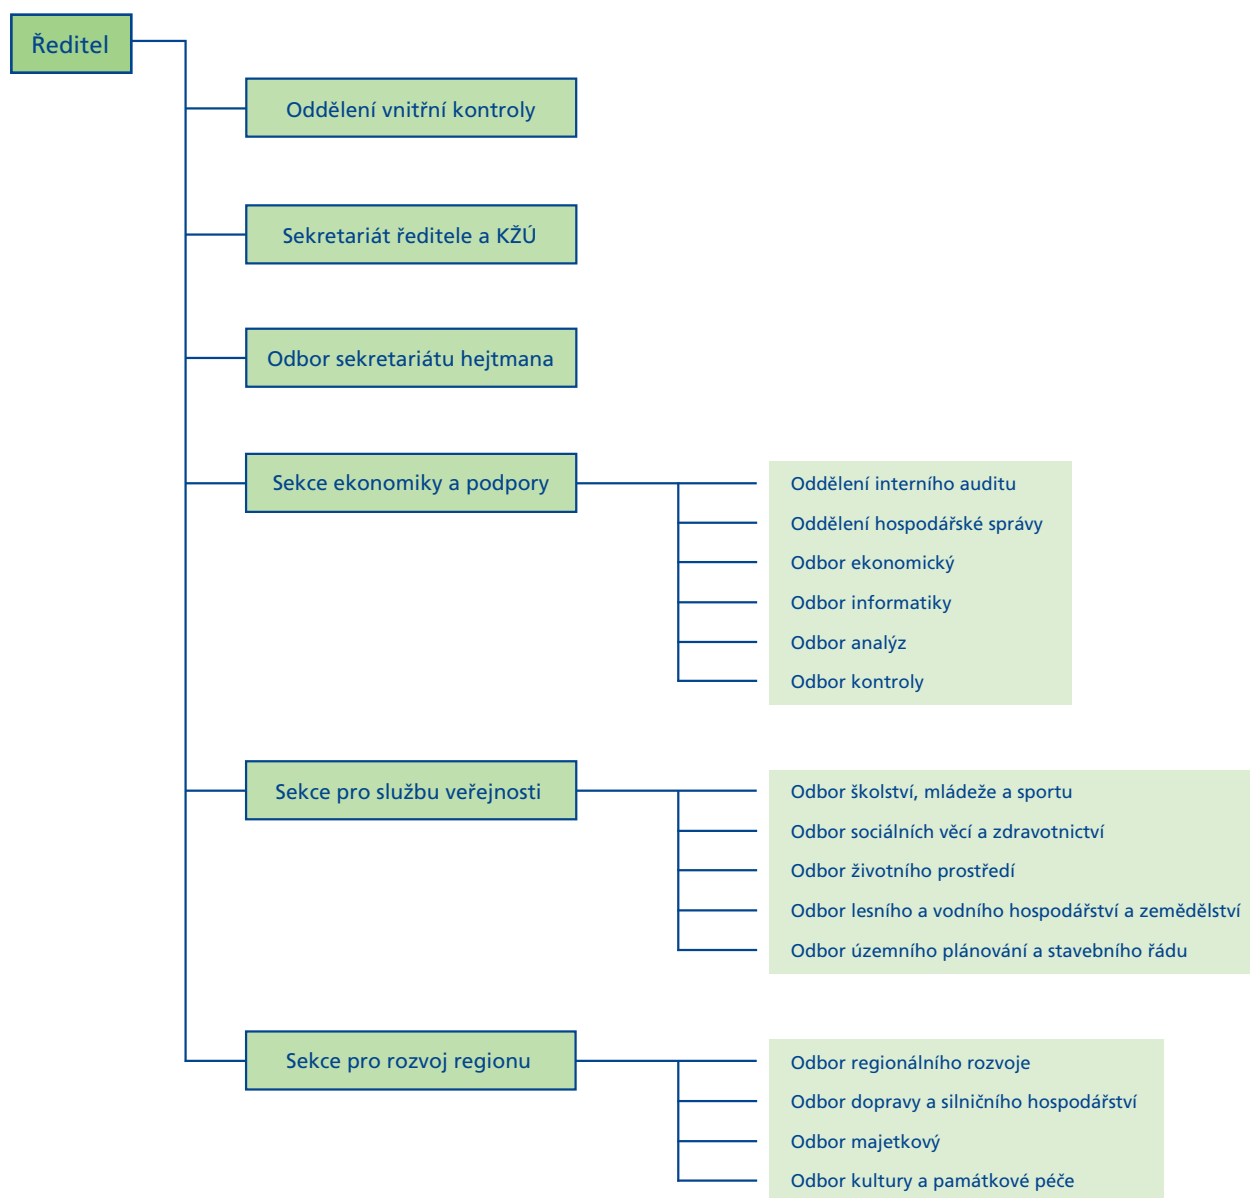 Ředitel
Oddělení vnitřní kontroly
Sekretariát ředitele a KŽÚ
Odbor sekretariátu hejtmana
Sekce ekonomiky a podpory
Oddělení interního auditu
Oddělení hospodářské správy
Odbor ekonomický
Odbor informatiky
Odbor analýz
Odbor kontroly
Sekce pro službu veřejnosti
Odbor školství, mládeže a sportu
Odbor sociálních věcí a zdravotnictví
Odbor životního prostředí
Odbor lesního a vodního hospodářství a zemědělství
Odbor územního plánování a stavebního řádu
Sekce pro rozvoj regionu
Odbor regionálního rozvoje
Odbor dopravy a silničního hospodářství
Odbor majetkový
Odbor kultury a památkové péče